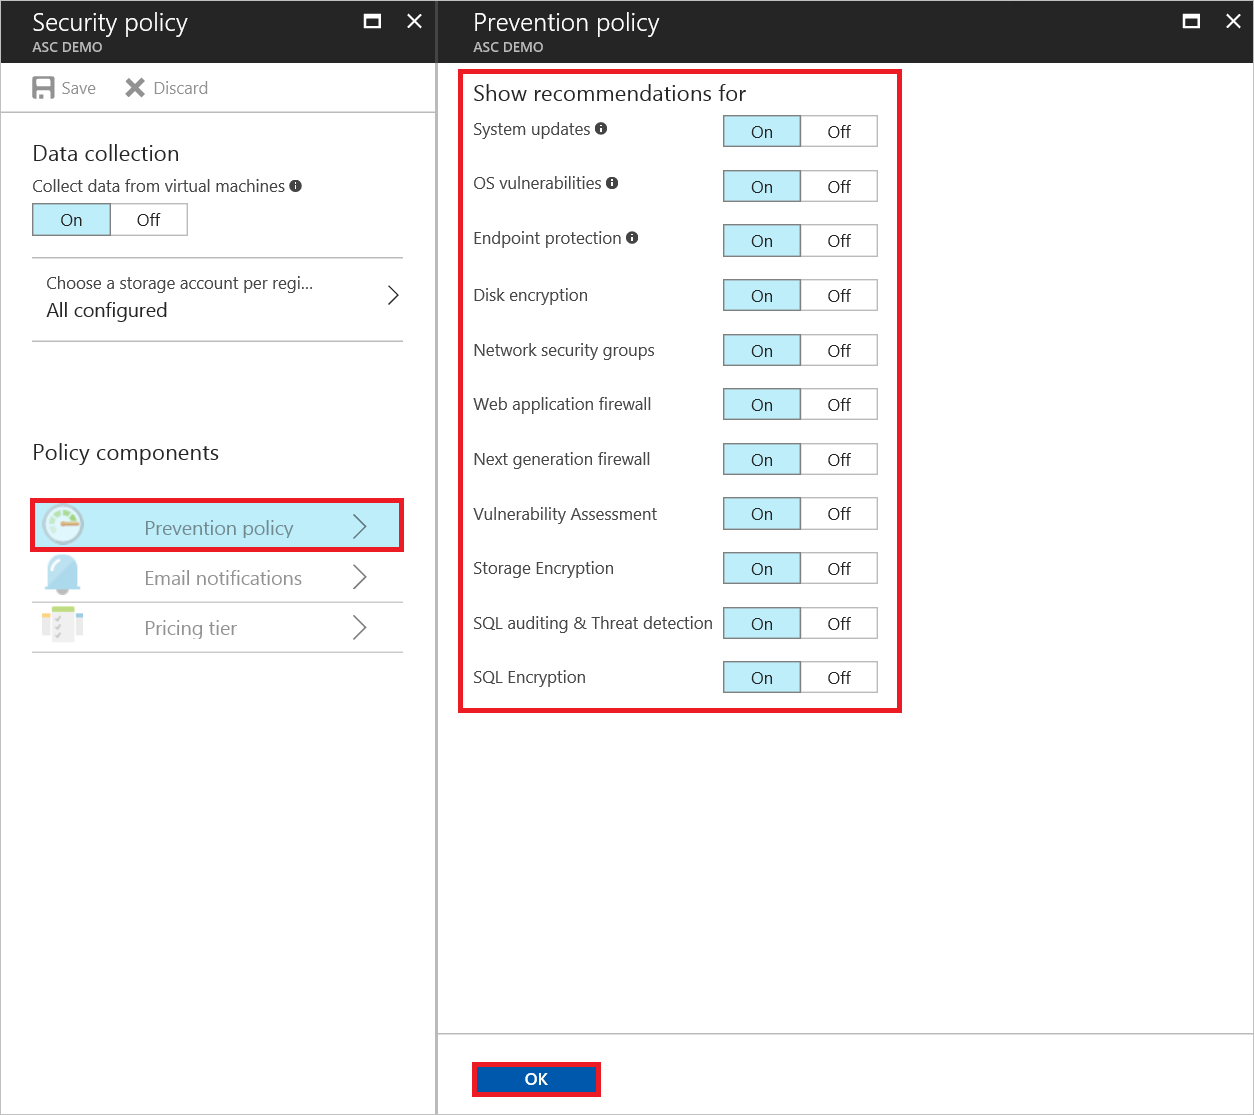 Security policy
ASC DEMO
Save
Discard
Data collection
Collect data from virtual machines
On
Off
Choose a storage account per regi...
All configured
Policy components
Prevention policy
Email notifications
Pricing tier
Prevention policy
ASC DEMO
Show recommendations for
System updates On Off
OS vulnerabilities On Off
Endpoint protection On Off
Disk encryption On Off
Network security groups On Off
Web application firewall On Off
Next generation firewall On Off
Vulnerability Assessment On Off
Storage Encryption On Off
SQL auditing & Threat detection On Off
SQL Encryption On Off
OK